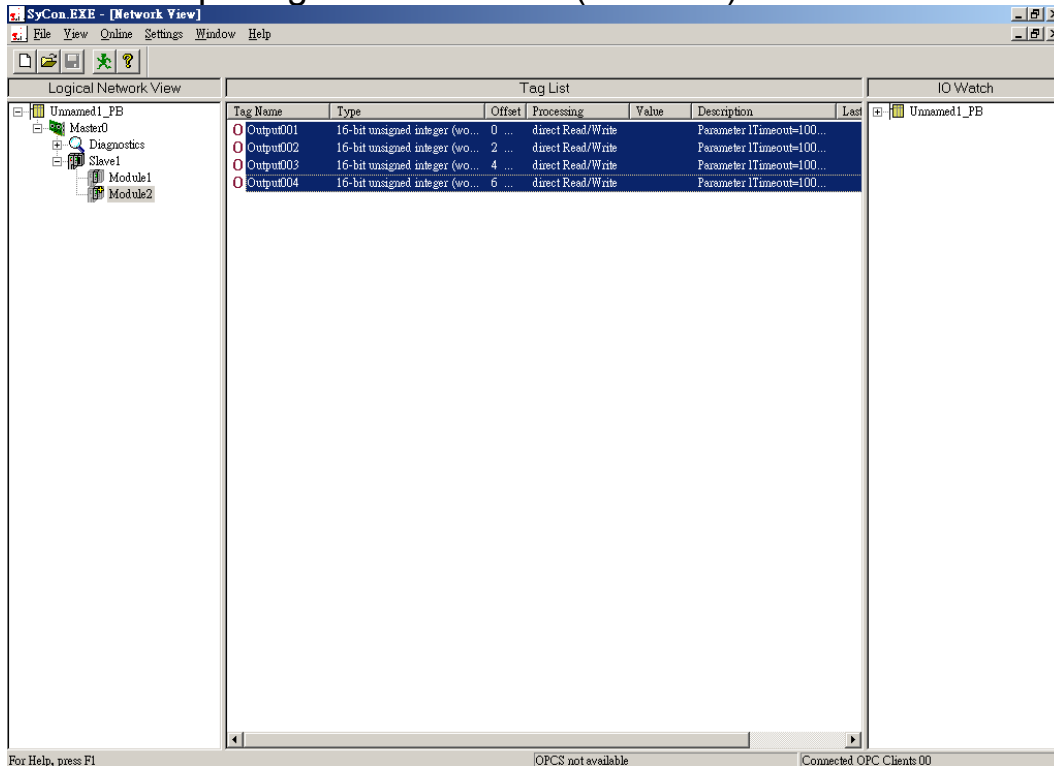 SyCon.EXE - [Network View]
File View Online Settings Window Help
Logical Network View Tag List IO Watch
Unnamed1_PB
Master0
Diagnostics
Slave1
Module1
Module2
Tag Name Type Offset Processing Value Description Last
Output001 16-bit unsigned integer (wo... 0 ... direct Read/Write Parameter lTimeout=100...
Output002 16-bit unsigned integer (wo... 2 ... direct Read/Write Parameter lTimeout=100...
Output003 16-bit unsigned integer (wo... 4 ... direct Read/Write Parameter lTimeout=100...
Output004 16-bit unsigned integer (wo... 6 ... direct Read/Write Parameter lTimeout=100...
Unnamed1_PB
For Help, press F1 OPCS not available Connected OPC Clients 00